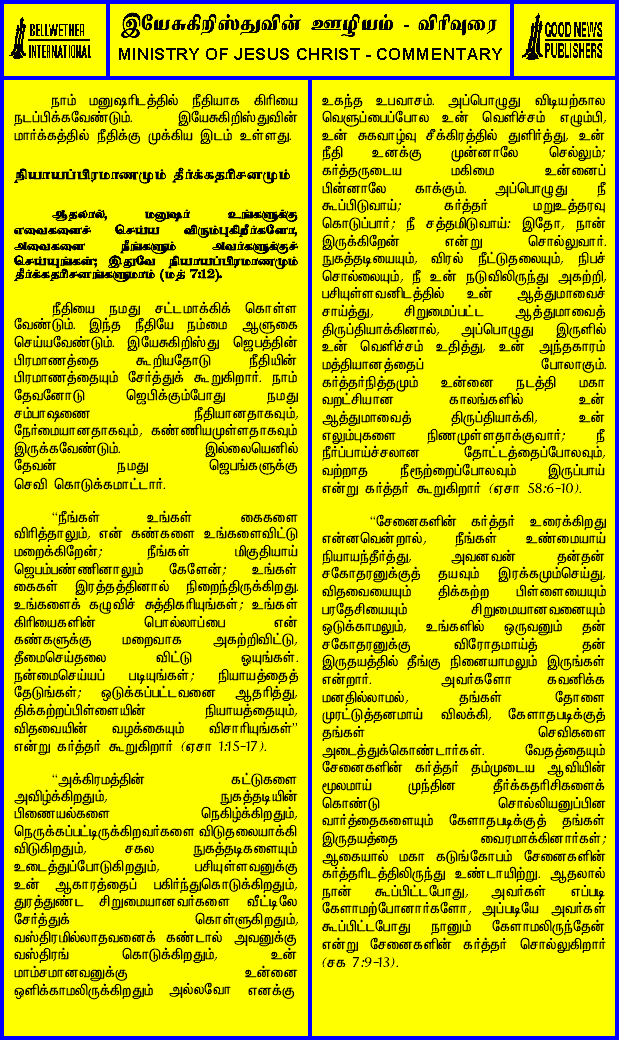 BELLWETHER
INTERNATIONAL
இயேசுகிறிஸ்துவின் ஊழியம் - விரிவுரை
MINISTRY OF JESUS CHRIST - COMMENTARY
GOOD NEWS
PUBLISHERS
நாம் மனுஷரிடத்தில் நீதியாக கிரியை
நடப்பிக்கவேண்டும். இயேசுகிறிஸ்துவின்
மார்க்கத்தில் நீதிக்கு முக்கிய இடம் உள்ளது.
நியாயப்பிரமாணமும் தீர்க்கதரிசனமும்
ஆதலால், மனுஷர் உங்களுக்கு
எவைகளைச் செய்ய விரும்புகிறீர்களோ,
அவைகளை நீங்களும் அவர்களுக்குச்
செய்யுங்கள்; இதுவே நியாயப்பிரமாணமும்
தீர்க்கதரிசனங்களுமாம் (மத் 7:12).
நீதியை நமது சட்டமாக்கிக் கொள்ள
வேண்டும். இந்த நீதியே நம்மை ஆளுகை
செய்யவேண்டும். இயேசுகிறிஸ்து ஜெபத்தின்
பிரமாணத்தை கூறியதோடு நீதியின்
பிரமாணத்தையும் சேர்த்துக் கூறுகிறார். நாம்
தேவனோடு ஜெபிக்கும்போது நமது
சம்பாஷணை நீதியானதாகவும்,
நேர்மையானதாகவும், கண்ணியமுள்ளதாகவும்
இருக்கவேண்டும். இல்லையெனில்
தேவன் நமது ஜெபங்களுக்கு
செவி கொடுக்கமாட்டார்.
“நீங்கள் உங்கள் கைகளை
விரித்தாலும், என் கண்களை உங்களைவிட்டு
மறைக்கிறேன்; நீங்கள் மிகுதியாய்
ஜெபம்பண்ணினாலும் கேளேன்; உங்கள்
கைகள் இரத்தத்தினால் நிறைந்திருக்கிறது.
உங்களைக் கழுவிச் சுத்திகரியுங்கள்; உங்கள்
கிரியைகளின் பொல்லாப்பை என்
கண்களுக்கு மறைவாக அகற்றிவிட்டு,
தீமைசெய்தலை விட்டு ஓயுங்கள்.
நன்மைசெய்யப் படியுங்கள்; நியாயத்தைத்
தேடுங்கள்; ஒடுக்கப்பட்டவனை ஆதரித்து,
திக்கற்றப்பிள்ளையின் நியாயத்தையும்,
விதவையின் வழக்கையும் விசாரியுங்கள்”
என்று கர்த்தர் கூறுகிறார் (ஏசா 1:15-17).
“அக்கிரமத்தின் கட்டுகளை
அவிழ்க்கிறதும், நுகத்தடியின்
பிணையல்களை நெகிழ்க்கிறதும்,
நெருக்கப்பட்டிருக்கிறவர்களை விடுதலையாக்கி
விடுகிறதும், சகல நுகத்தடிகளையும்
உடைத்துப்போடுகிறதும், பசியுள்ளவனுக்கு
உன் ஆகாரத்தைப் பகிர்ந்துகொடுக்கிறதும்,
துரத்துண்ட சிறுமையானவர்களை வீட்டிலே
சேர்த்துக் கொள்ளுகிறதும்,
வஸ்திரமில்லாதவனைக் கண்டால் அவனுக்கு
வஸ்திரங் கொடுக்கிறதும், உன்
மாம்சமானவனுக்கு உன்னை
ஒளிக்காமலிருக்கிறதும் அல்லவோ எனக்கு
உகந்த உபவாசம். அப்பொழுது விடியற்கால
வெளுப்பைப்போல உன் வெளிச்சம் எழும்பி,
உன் சுகவாழ்வு சீக்கிரத்தில் துளிர்த்து, உன்
நீதி உனக்கு முன்னாலே செல்லும்;
கர்த்தருடைய மகிமை உன்னைப்
பின்னாலே காக்கும். அப்பொழுது நீ
கூப்பிடுவாய்; கர்த்தர் மறுஉத்தரவு
கொடுப்பார்; நீ சத்தமிடுவாய்: இதோ, நான்
இருக்கிறேன் என்று சொல்லுவார்.
நுகத்தடியையும், விரல் நீட்டுதலையும், நிபச்
சொல்லையும், நீ உன் நடுவிலிருந்து அகற்றி,
பசியுள்ளவனிடத்தில் உன் ஆத்துமாவைச்
சாய்த்து, சிறுமைப்பட்ட ஆத்துமாவைத்
திருப்தியாக்கினால், அப்பொழுது இருளில்
உன் வெளிச்சம் உதித்து, உன் அந்தகாரம்
மத்தியானத்தைப் போலாகும்.
கர்த்தர்நித்தமும் உன்னை நடத்தி மகா
வறட்சியான காலங்களில் உன்
ஆத்துமாவைத் திருப்தியாக்கி, உன்
எலும்புகளை நிணமுள்ளதாக்குவார்; நீ
நீர்ப்பாய்ச்சலான தோட்டத்தைப்போலவும்,
வற்றாத நீரூற்றைப்போலவும் இருப்பாய்
என்று கர்த்தர் கூறுகிறார் (ஏசா 58:6-10).
“சேனைகளின் கர்த்தர் உரைக்கிறது
என்னவென்றால், நீங்கள் உண்மையாய்
நியாயந்தீர்த்து, அவனவன் தன்தன்
சகோதரனுக்குத் தயவும் இரக்கமும்செய்து,
விதவையையும் திக்கற்ற பிள்ளையையும்
பரதேசியையும் சிறுமையானவனையும்
ஒடுக்காமலும், உங்களில் ஒருவனும் தன்
சகோதரனுக்கு விரோதமாய்த் தன்
இருதயத்தில் தீங்கு நினையாமலும் இருங்கள்
என்றார். அவர்களோ கவனிக்க
மனதில்லாமல், தங்கள் தோளை
முரட்டுத்தனமாய் விலக்கி, கேளாதபடிக்குத்
தங்கள் செவிகளை
அடைத்துக்கொண்டார்கள். வேதத்தையும்
சேனைகளின் கர்த்தர் தம்முடைய ஆவியின்
மூலமாய் முந்தின தீர்க்கதரிசிகளைக்
கொண்டு சொல்லியனுப்பின
வார்த்தைகளையும் கேளாதபடிக்குத் தங்கள்
இருதயத்தை வைரமாக்கினார்கள்;
ஆகையால் மகா கடுங்கோபம் சேனைகளின்
கர்த்தரிடத்திலிருந்து உண்டாயிற்று. ஆதலால்
நான் கூப்பிட்டபோது, அவர்கள் எப்படி
கேளாமற்போனார்களோ, அப்படியே அவர்கள்
கூப்பிட்டபோது நானும் கேளாமலிருந்தேன்
என்று சேனைகளின் கர்த்தர் சொல்லுகிறார்
(சக 7:9-13).